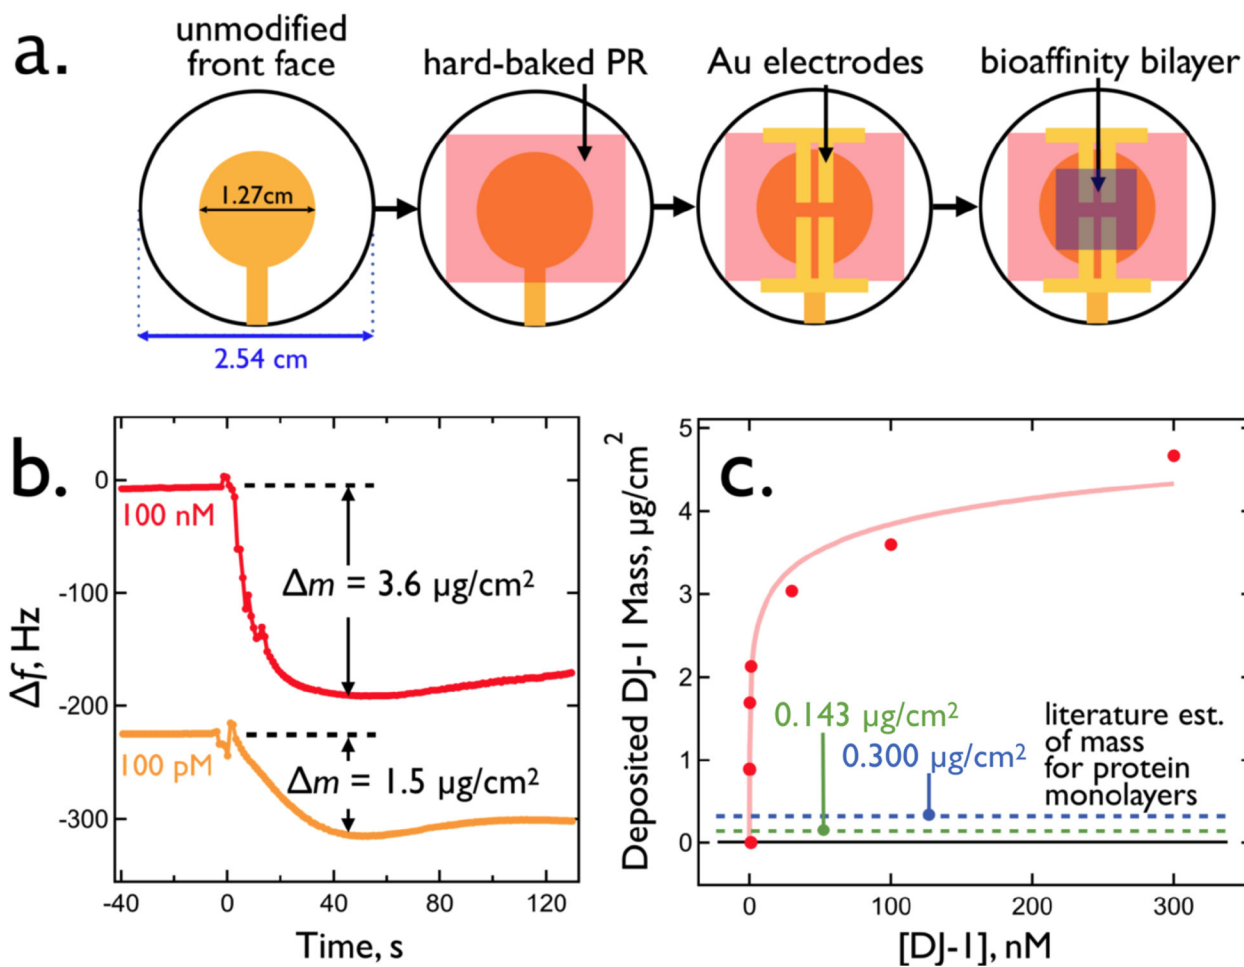 a.
unmodified
front face
hard-baked PR
Au electrodes
bioaffinity bilayer
1.27cm
2.54 cm
b.
0
-100
-200
-300
Δf, Hz
100 nM
Δm = 3.6 µg/cm²
100 pM
Δm = 1.5 µg/cm²
-40
0
40
80
120
Time, s
c.
5
4
3
2
1
0
Deposited DJ-1 Mass, µg/cm²
0.143 µg/cm²
0.300 µg/cm²
literature est.
of mass
for protein
monolayers
0
100
200
300
[DJ-1], nM